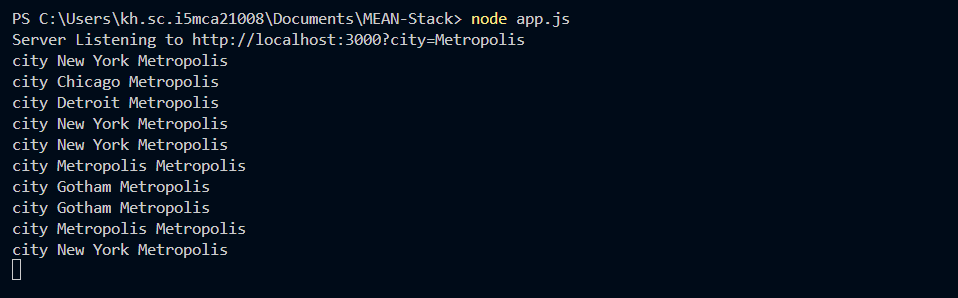 PS C:\Users\kh.sc.i5mca21008\Documents\MEAN-Stack> node app.js
Server Listening to http://localhost:3000?city=Metropolis
city New York Metropolis
city Chicago Metropolis
city Detroit Metropolis
city New York Metropolis
city New York Metropolis
city Metropolis Metropolis
city Gotham Metropolis
city Gotham Metropolis
city Metropolis Metropolis
city New York Metropolis